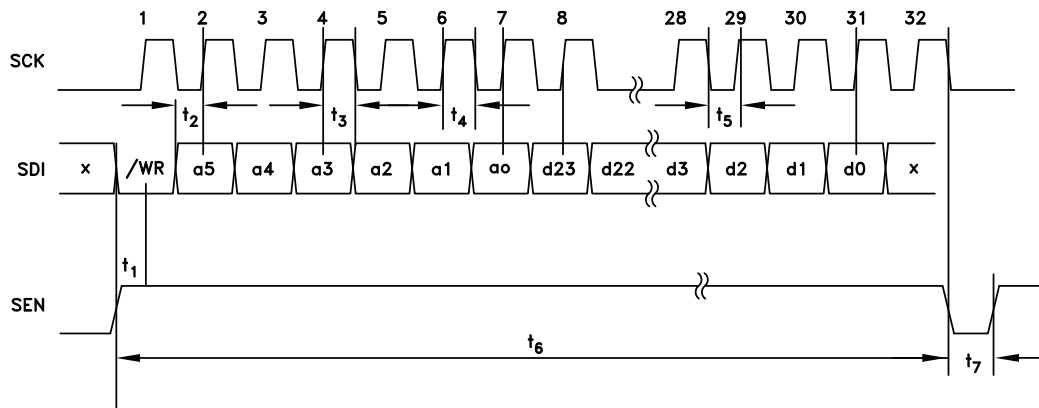 1 2 3 4 5 6 7 8 28 29 30 31 32
SCK
t2 t3 t4 t5
SDI x /WR a5 a4 a3 a2 a1 ao d23 d22 d3 d2 d1 d0 x
t1
SEN
t6
t7